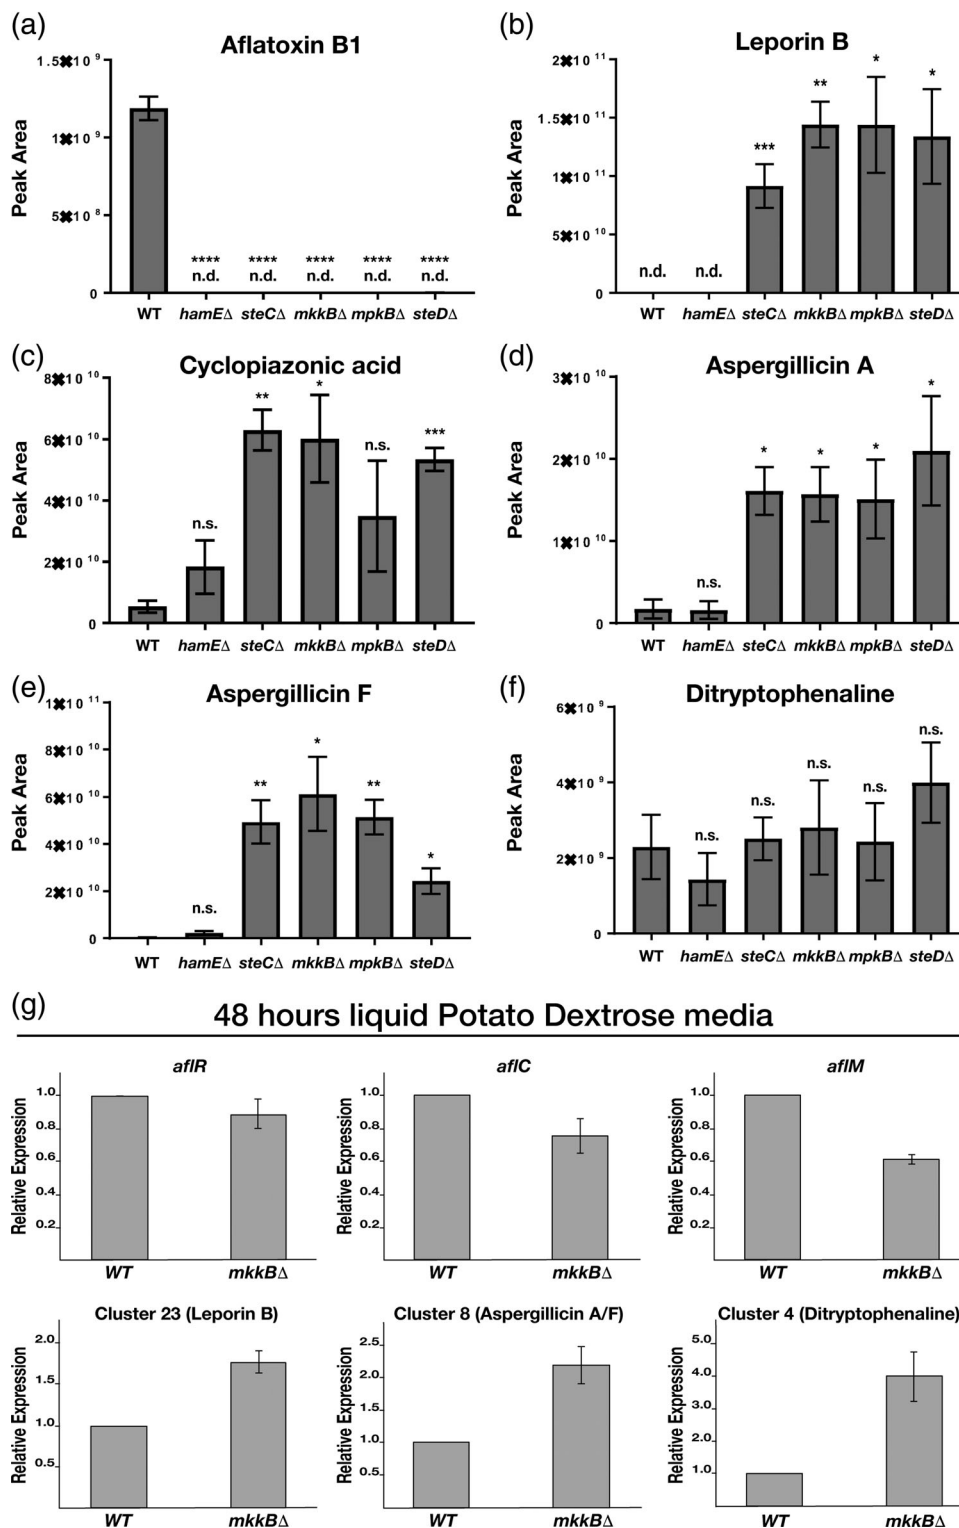 (a)
Aflatoxin B1
Peak Area
1.5✖10 9
1✖10 9
5✖10 8
0
**** **** **** **** ****
n.d. n.d. n.d. n.d. n.d.
WT hamEΔ steCΔ mkkBΔ mpkBΔ steDΔ
(b)
Leporin B
Peak Area
2✖10 11
1.5✖10 11
1✖10 11
5✖10 10
0
n.d. n.d. *** ** * *
WT hamEΔ steCΔ mkkBΔ mpkBΔ steDΔ
(c)
Cyclopiazonic acid
Peak Area
8✖10 10
6✖10 10
4✖10 10
2✖10 10
0
n.s. ** * n.s. ***
WT hamEΔ steCΔ mkkBΔ mpkBΔ steDΔ
(d)
Aspergillicin A
Peak Area
3✖10 10
2✖10 10
1✖10 10
0
n.s. * * * *
WT hamEΔ steCΔ mkkBΔ mpkBΔ steDΔ
(e)
Aspergillicin F
Peak Area
1✖10 11
8✖10 10
6✖10 10
4✖10 10
2✖10 10
0
n.s. ** * ** *
WT hamEΔ steCΔ mkkBΔ mpkBΔ steDΔ
(f)
Ditryptophenaline
Peak Area
6✖10 9
4✖10 9
2✖10 9
0
n.s. n.s. n.s. n.s. n.s.
WT hamEΔ steCΔ mkkBΔ mpkBΔ steDΔ
(g)
48 hours liquid Potato Dextrose media
aflR
Relative Expression
1.0
0.8
0.6
0.4
0.2
WT mkkBΔ
aflC
Relative Expression
1.0
0.8
0.6
0.4
0.2
WT mkkBΔ
aflM
Relative Expression
1.0
0.8
0.6
0.4
0.2
WT mkkBΔ
Cluster 23 (Leporin B)
Relative Expression
2.0
1.5
1.0
0.5
WT mkkBΔ
Cluster 8 (Aspergillicin A/F)
Relative Expression
2.5
2.0
1.5
1.0
0.5
WT mkkBΔ
Cluster 4 (Ditryptophenaline)
Relative Expression
5.0
4.0
3.0
2.0
1.0
WT mkkBΔ